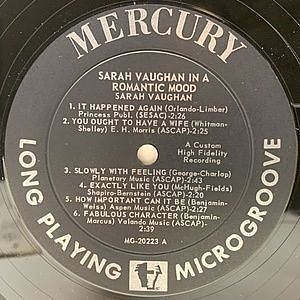 MERCURY
SARAH VAUGHAN IN A
ROMANTIC MOOD
SARAH VAUGHAN
1. IT HAPPENED AGAIN (Orlando-Limber)
Princess Publ. (SESAC)-2:26
2. YOU OUGHT TO HAVE A WIFE (Whitman-
Shelley) E. H. Morris (ASCAP)-2:25
A Custom
High Fidelity
Recording
3. SLOWLY WITH FEELING (George-Charlop)
Planetary Music (ASCAP)-2:43
4. EXACTLY LIKE YOU (McHugh-Fields)
Shapiro-Bernstein (ASCAP)-2:20
5. HOW IMPORTANT CAN IT BE (Benjamin-
Weiss) Aspen Music (ASCAP)-2:30
6. FABULOUS CHARACTER (Benjamin-
Marcus) Valando Music (ASCAP)-
2:39
MG-20223 A
LONG PLAYING MICROGROOVE